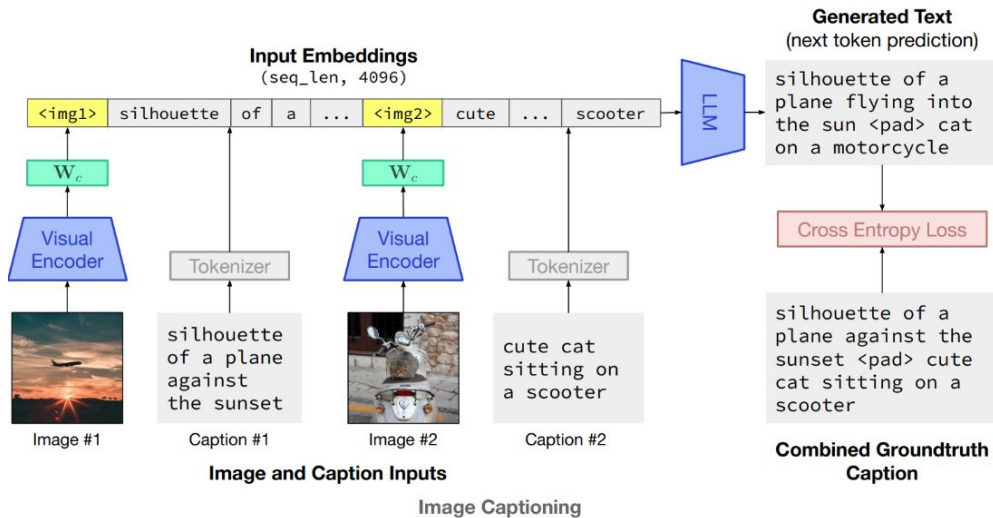 Generated Text
(next token prediction)
Input Embeddings
(seq_len, 4096)
<img1> silhouette of a ... <img2> cute ... scooter
LLM
silhouette of a
plane flying into
the sun <pad> cat
on a motorcycle
W_c
W_c
Visual
Encoder
Tokenizer
Visual
Encoder
Tokenizer
Cross Entropy Loss
silhouette
of a plane
against
the sunset
cute cat
sitting on
a scooter
silhouette of a
plane against the
sunset <pad> cute
cat sitting on a
scooter
Image #1
Caption #1
Image #2
Caption #2
Image and Caption Inputs
Combined Groundtruth
Caption
Image Captioning